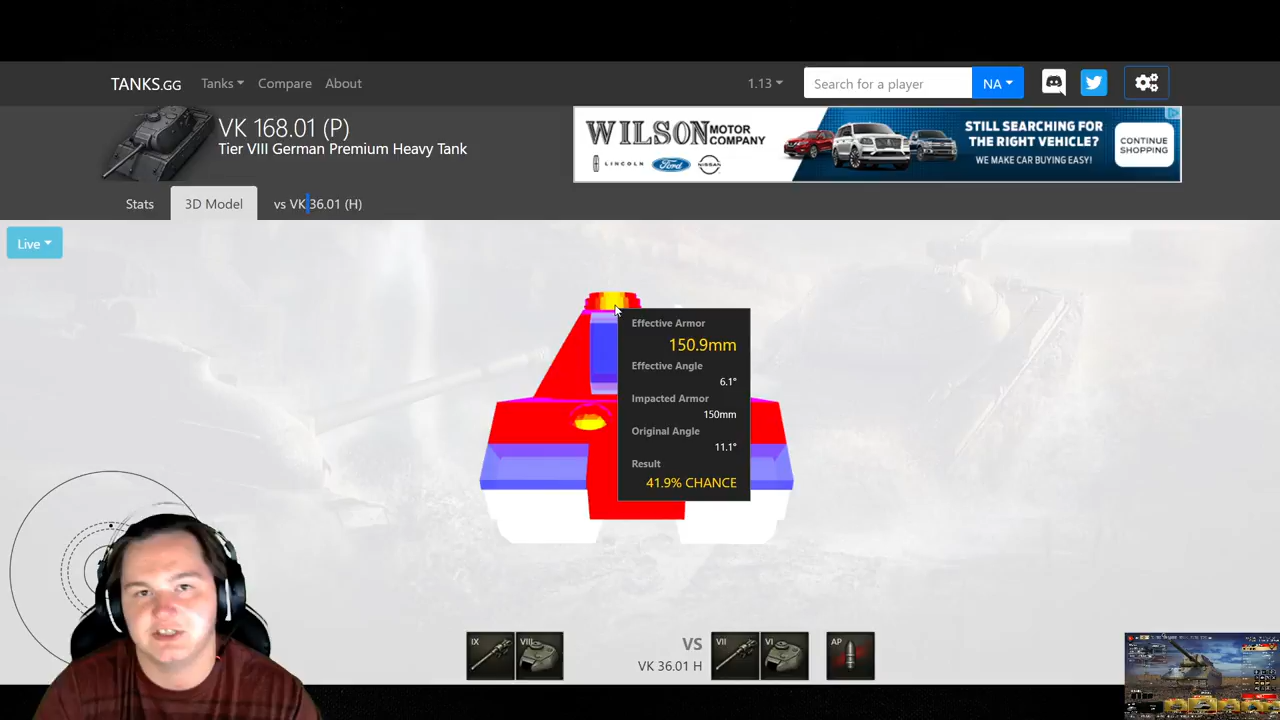 TANKS.GG
Tanks
Compare
About
1.13
Search for a player
NA
VK 168.01 (P)
Tier VIII German Premium Heavy Tank
WILSON MOTOR COMPANY
LINCOLN
Ford
NISSAN
STILL SEARCHING FOR
THE RIGHT VEHICLE?
WE MAKE CAR BUYING EASY!
CONTINUE
SHOPPING
Stats
3D Model
vs VK 36.01 (H)
Live
Effective Armor
150.9mm
Effective Angle
6.1°
Impacted Armor
150mm
Original Angle
11.1°
Result
41.9% CHANCE
IX
VIII
VS
VK 36.01 H
VII
VI
AP